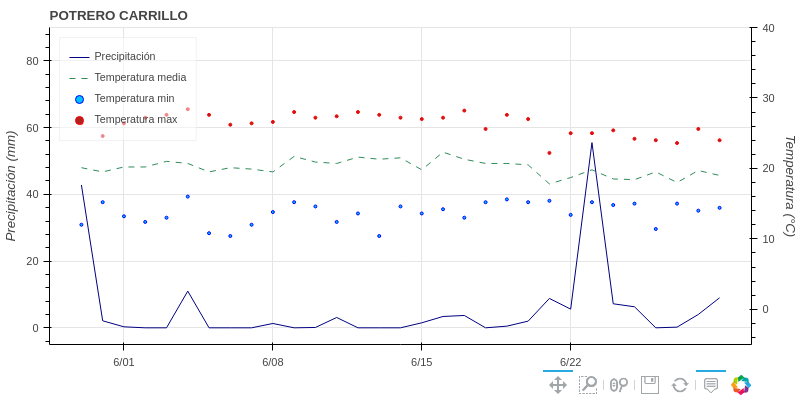 POTRERO CARRILLO
Precipitación
Temperatura media
Temperatura min
Temperatura max
Precipitación (mm)
80
60
40
20
0
40
30
20
10
0
Temperatura (°C)
6/01
6/08
6/15
6/22